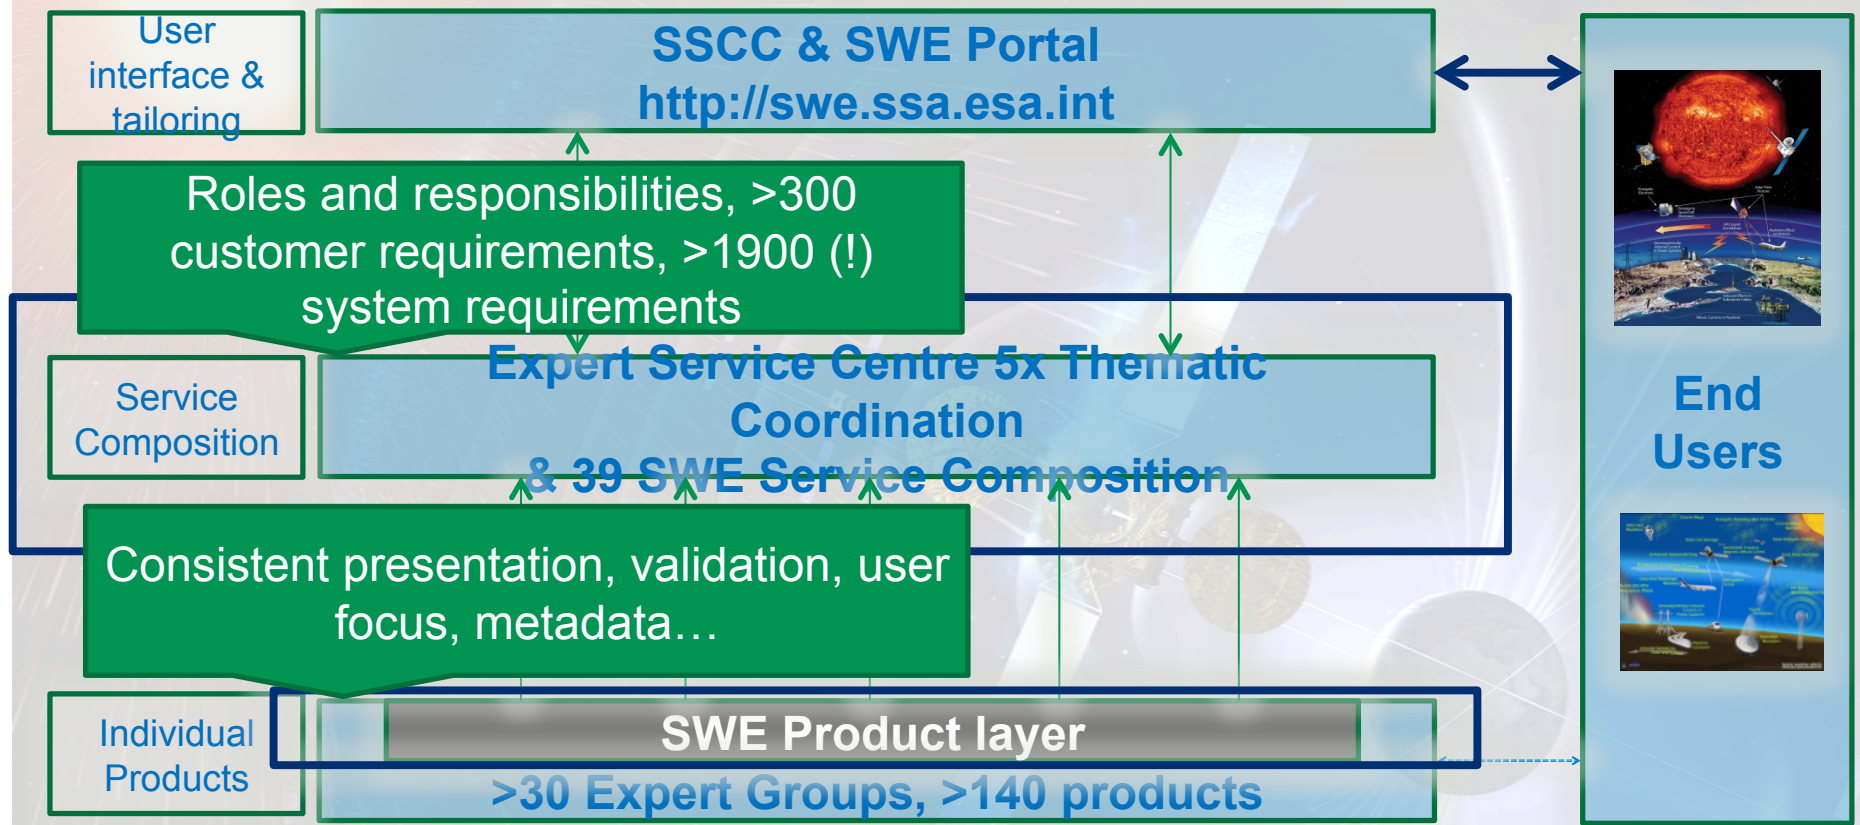 User
interface &
tailoring
SSCC & SWE Portal
http://swe.ssa.esa.int
Roles and responsibilities, >300
customer requirements, >1900 (!)
system requirements
Service
Composition
Expert Service Centre 5x Thematic
Coordination
& 39 SWE Service Composition
End
Users
Consistent presentation, validation, user
focus, metadata…
Individual
Products
SWE Product layer
>30 Expert Groups, >140 products